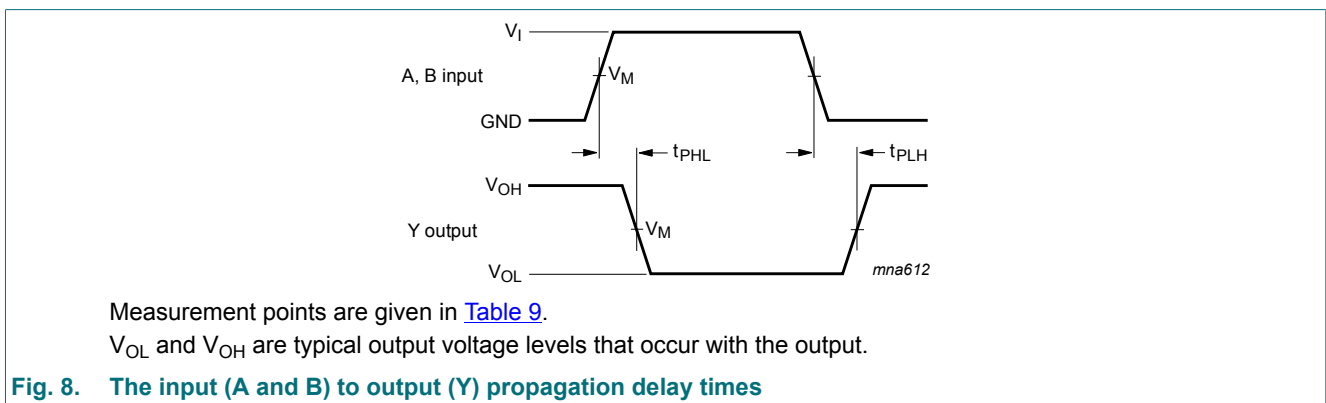 V_I
A, B input
V_M
GND
t_PHL
t_PLH
V_OH
Y output
V_M
V_OL
mna612
Measurement points are given in Table 9.
V_OL and V_OH are typical output voltage levels that occur with the output.
Fig. 8. The input (A and B) to output (Y) propagation delay times